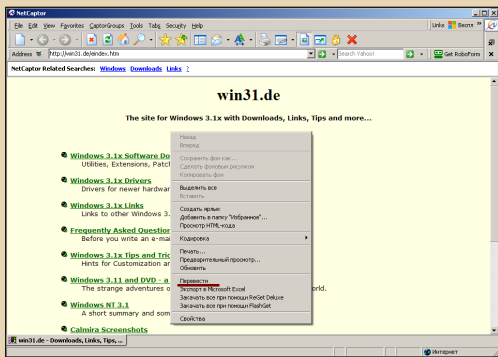 NetCaptor
File Edit View Favorites CaptorGroups Tools Tabs Security Help
Links Беспл »
Address http://win31.de/eindex.htm
Search Yahoo!
Get RoboForm
NetCaptor Related Searches: Windows Downloads Links ?
win31.de
The site for Windows 3.1x with Downloads, Links, Tips and more...
Windows 3.1x Software Do
Utilities, Extensions, Patch
Windows 3.1x Drivers
Drivers for newer hardwar
Windows 3.1x Links
Links to other Windows 3.
Frequently Asked Question
Before you write an e-ma
Windows 3.1x Tips and Tric
Hints for Customization ar
Windows 3.11 and DVD - a
The strange adventures o
orld.
Windows NT 3.1
A short summary and som
Calmira Screenshots
Назад
Вперед
Сохранить фон как...
Сделать фоновым рисунком
Копировать фон
Выделить все
Вставить
Создать ярлык
Добавить в папку "Избранное"...
Просмотр HTML-кода
Кодировка
Печать...
Предварительный просмотр...
Обновить
Перевести
Экспорт в Microsoft Excel
Закачать все при помощи ReGet Deluxe
Закачать все при помощи FlashGet
Свойства
win31.de - Downloads, Links, Tips, ...
Интернет